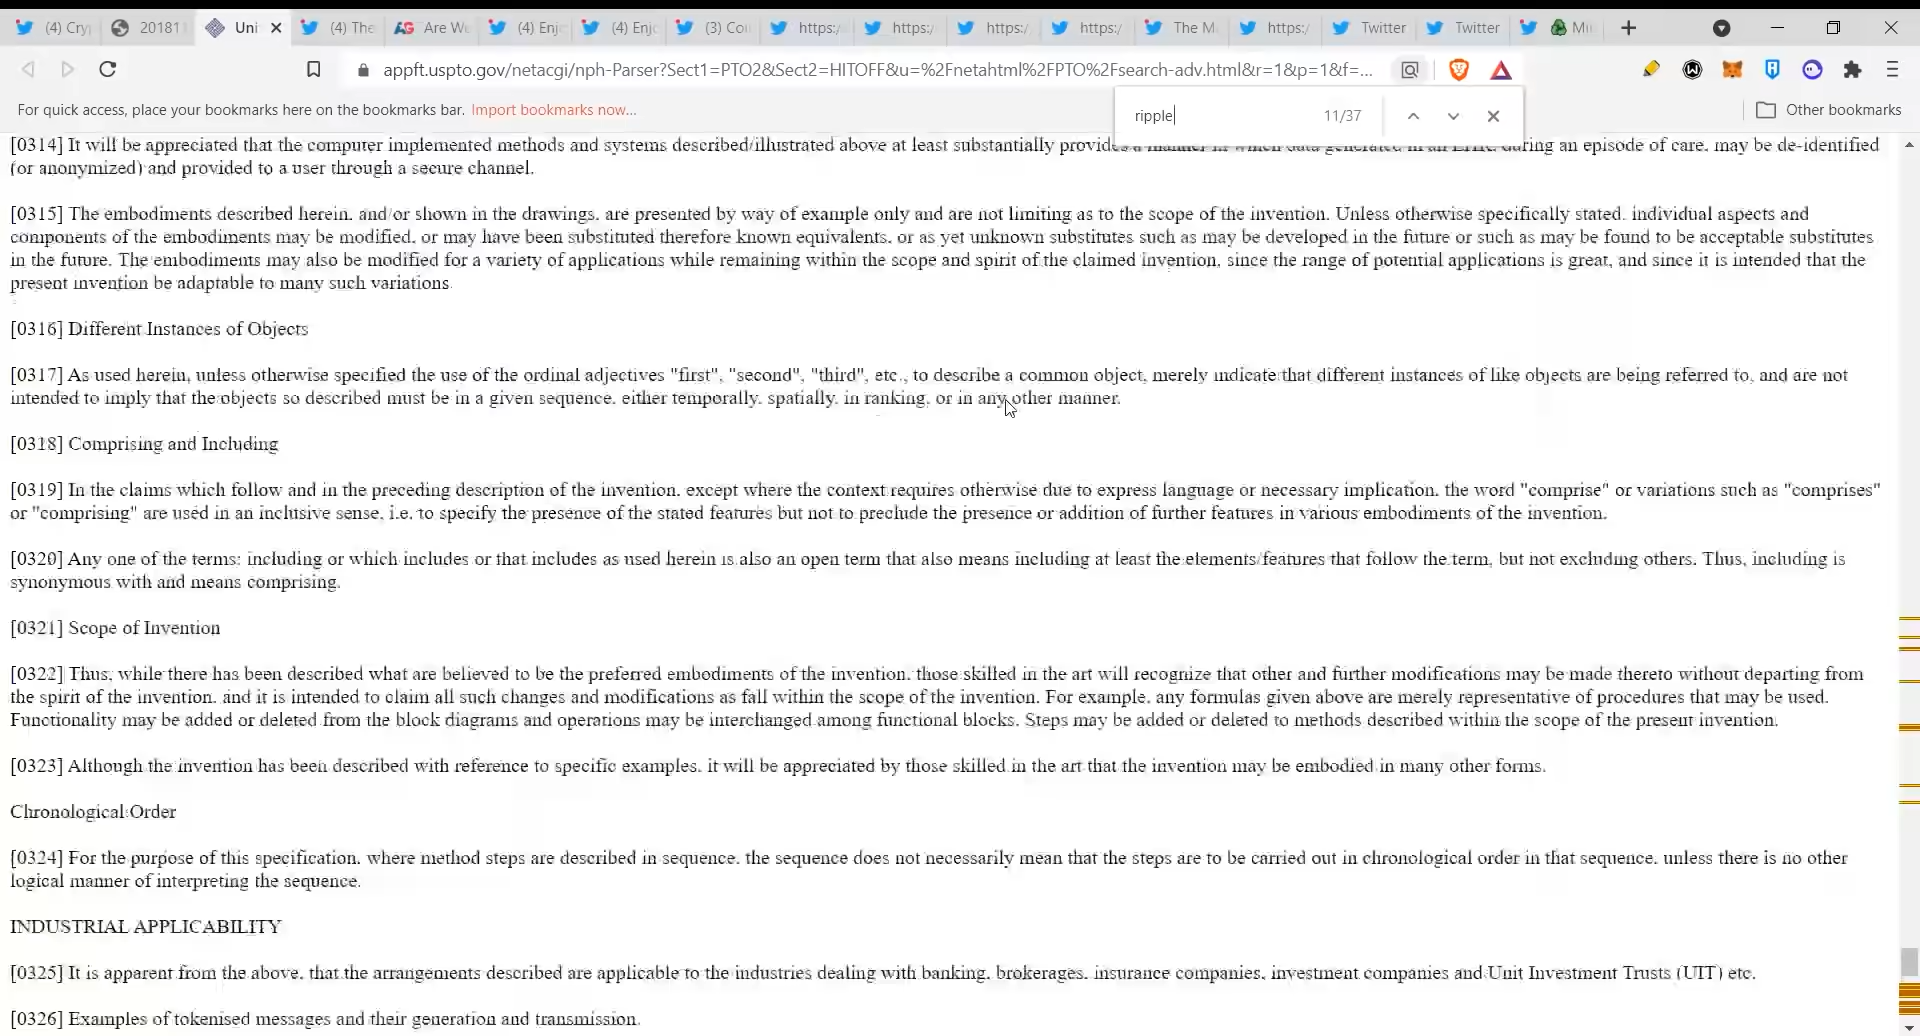 (4) Cry
201811
Uni
(4) The
Are We
(4) Enj
(4) Enjo
(3) Cou
https:/
https:/
https:/
https:/
The M
https:/
Twitter
Twitter
Mi
appft.uspto.gov/netacgi/nph-Parser?Sect1=PTO2&Sect2=HITOFF&u=%2Fnetahtml%2FPTO%2Fsearch-adv.html&r=1&p=1&f=...
For quick access, place your bookmarks here on the bookmarks bar. Import bookmarks now...
ripple
11/37
Other bookmarks
[0314] It will be appreciated that the computer implemented methods and systems described/illustrated above at least substantially provides a manner in which data generated in an during an episode of care, may be de-identified
(or anonymized) and provided to a user through a secure channel.
[0315] The embodiments described herein, and/or shown in the drawings, are presented by way of example only and are not limiting as to the scope of the invention. Unless otherwise specifically stated, individual aspects and
components of the embodiments may be modified, or may have been substituted therefore known equivalents, or as yet unknown substitutes such as may be developed in the future or such as may be found to be acceptable substitutes
in the future. The embodiments may also be modified for a variety of applications while remaining within the scope and spirit of the claimed invention, since the range of potential applications is great, and since it is intended that the
present invention be adaptable to many such variations.
[0316] Different Instances of Objects
[0317] As used herein, unless otherwise specified the use of the ordinal adjectives "first", "second", "third", etc., to describe a common object, merely indicate that different instances of like objects are being referred to, and are not
intended to imply that the objects so described must be in a given sequence, either temporally, spatially, in ranking, or in any other manner.
[0318] Comprising and Including
[0319] In the claims which follow and in the preceding description of the invention, except where the context requires otherwise due to express language or necessary implication, the word "comprise" or variations such as "comprises"
or "comprising" are used in an inclusive sense, i.e. to specify the presence of the stated features but not to preclude the presence or addition of further features in various embodiments of the invention.
[0320] Any one of the terms: including or which includes or that includes as used herein is also an open term that also means including at least the elements/features that follow the term, but not excluding others. Thus, including is
synonymous with and means comprising.
[0321] Scope of Invention
[0322] Thus, while there has been described what are believed to be the preferred embodiments of the invention, those skilled in the art will recognize that other and further modifications may be made thereto without departing from
the spirit of the invention, and it is intended to claim all such changes and modifications as fall within the scope of the invention. For example, any formulas given above are merely representative of procedures that may be used.
Functionality may be added or deleted from the block diagrams and operations may be interchanged among functional blocks. Steps may be added or deleted to methods described within the scope of the present invention.
[0323] Although the invention has been described with reference to specific examples, it will be appreciated by those skilled in the art that the invention may be embodied in many other forms.
Chronological Order
[0324] For the purpose of this specification, where method steps are described in sequence, the sequence does not necessarily mean that the steps are to be carried out in chronological order in that sequence, unless there is no other
logical manner of interpreting the sequence.
INDUSTRIAL APPLICABILITY
[0325] It is apparent from the above, that the arrangements described are applicable to the industries dealing with banking, brokerages, insurance companies, investment companies and Unit Investment Trusts (UIT) etc.
[0326] Examples of tokenised messages and their generation and transmission.